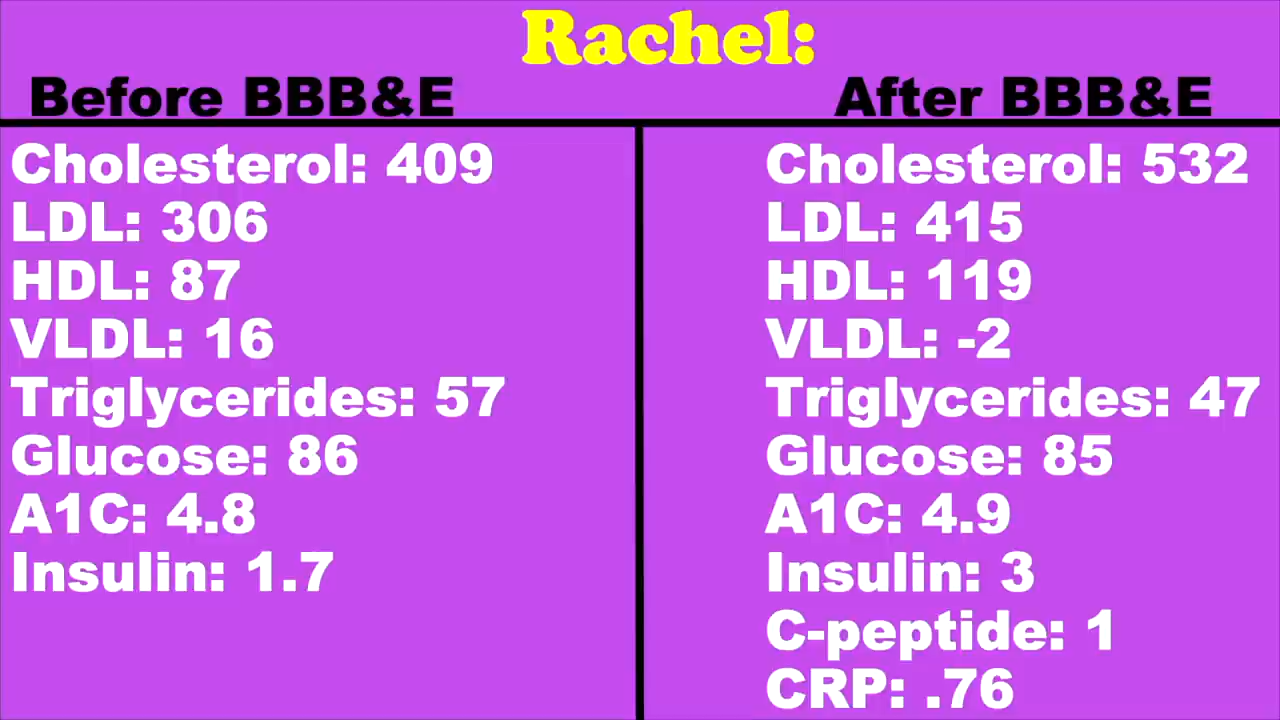 Rachel:
Before BBB&E
After BBB&E
Cholesterol: 409
LDL: 306
HDL: 87
VLDL: 16
Triglycerides: 57
Glucose: 86
A1C: 4.8
Insulin: 1.7
Cholesterol: 532
LDL: 415
HDL: 119
VLDL: -2
Triglycerides: 47
Glucose: 85
A1C: 4.9
Insulin: 3
C-peptide: 1
CRP: .76